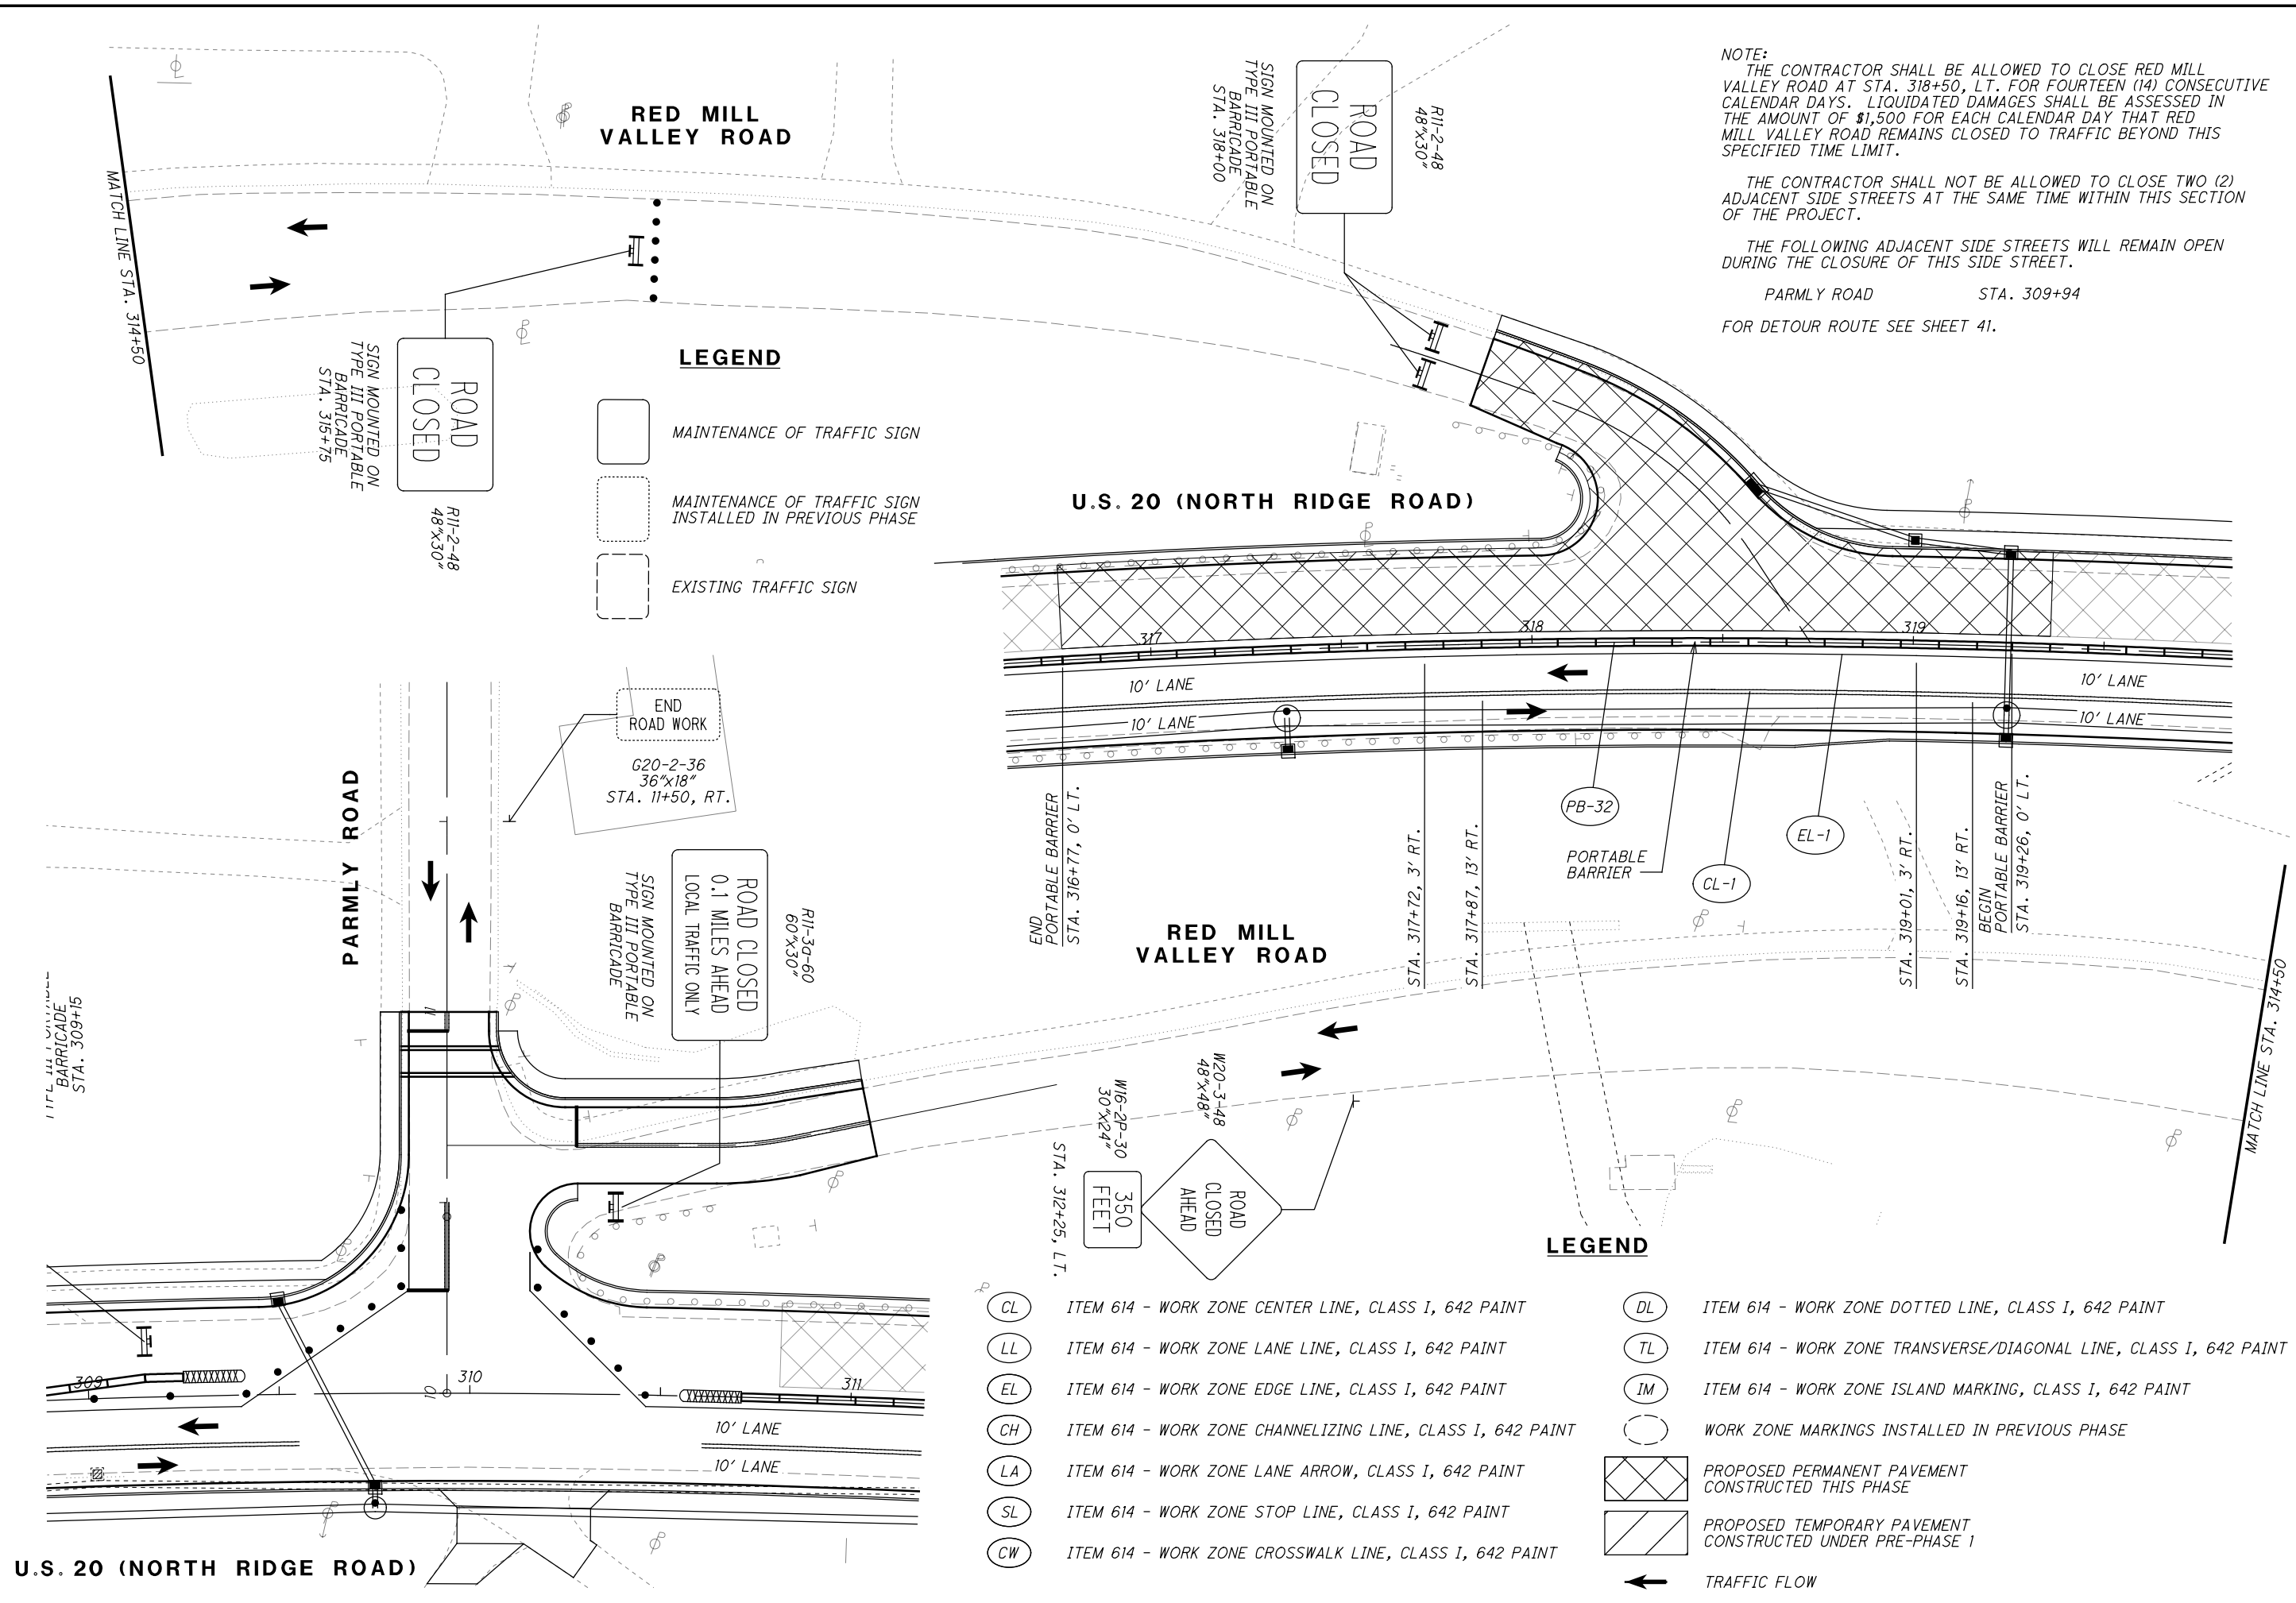 NOTE:
THE CONTRACTOR SHALL BE ALLOWED TO CLOSE RED MILL
VALLEY ROAD AT STA. 318+50, LT. FOR FOURTEEN (14) CONSECUTIVE
CALENDAR DAYS. LIQUIDATED DAMAGES SHALL BE ASSESSED IN
THE AMOUNT OF $1,500 FOR EACH CALENDAR DAY THAT RED
MILL VALLEY ROAD REMAINS CLOSED TO TRAFFIC BEYOND THIS
SPECIFIED TIME LIMIT.
THE CONTRACTOR SHALL NOT BE ALLOWED TO CLOSE TWO (2)
ADJACENT SIDE STREETS AT THE SAME TIME WITHIN THIS SECTION
OF THE PROJECT.
THE FOLLOWING ADJACENT SIDE STREETS WILL REMAIN OPEN
DURING THE CLOSURE OF THIS SIDE STREET.
PARMLY ROAD STA. 309+94
FOR DETOUR ROUTE SEE SHEET 41.
RED MILL
VALLEY ROAD
MATCH LINE STA. 314+50
SIGN MOUNTED ON
TYPE III PORTABLE
BARRICADE
STA. 318+00
ROAD
CLOSED
R11-2-48
48"x30"
SIGN MOUNTED ON
TYPE III PORTABLE
BARRICADE
STA. 315+75
ROAD
CLOSED
R11-2-48
48"x30"
LEGEND
MAINTENANCE OF TRAFFIC SIGN
MAINTENANCE OF TRAFFIC SIGN
INSTALLED IN PREVIOUS PHASE
EXISTING TRAFFIC SIGN
U.S. 20 (NORTH RIDGE ROAD)
317
318
319
10' LANE
10' LANE
10' LANE
10' LANE
PB-32
EL-1
CL-1
PORTABLE
BARRIER
END
PORTABLE BARRIER
STA. 316+77, 0' LT.
STA. 317+72, 3' RT.
STA. 317+87, 13' RT.
STA. 319+01, 3' RT.
STA. 319+16, 13' RT.
BEGIN
PORTABLE BARRIER
STA. 319+26, 0' LT.
END
ROAD WORK
G20-2-36
36"x18"
STA. 11+50, RT.
PARMLY ROAD
SIGN MOUNTED ON
TYPE III PORTABLE
BARRICADE
ROAD CLOSED
0.1 MILES AHEAD
LOCAL TRAFFIC ONLY
R11-3a-60
60"x30"
RED MILL
VALLEY ROAD
MATCH LINE STA. 314+50
BARRICADE
STA. 309+15
11
W20-3-48
48"x48"
W16-2P-30
30"x24"
STA. 312+25, LT.
350
FEET
ROAD
CLOSED
AHEAD
309
10
310
311
10' LANE
10' LANE
U.S. 20 (NORTH RIDGE ROAD)
LEGEND
CL ITEM 614 - WORK ZONE CENTER LINE, CLASS I, 642 PAINT
LL ITEM 614 - WORK ZONE LANE LINE, CLASS I, 642 PAINT
EL ITEM 614 - WORK ZONE EDGE LINE, CLASS I, 642 PAINT
CH ITEM 614 - WORK ZONE CHANNELIZING LINE, CLASS I, 642 PAINT
LA ITEM 614 - WORK ZONE LANE ARROW, CLASS I, 642 PAINT
SL ITEM 614 - WORK ZONE STOP LINE, CLASS I, 642 PAINT
CW ITEM 614 - WORK ZONE CROSSWALK LINE, CLASS I, 642 PAINT
DL ITEM 614 - WORK ZONE DOTTED LINE, CLASS I, 642 PAINT
TL ITEM 614 - WORK ZONE TRANSVERSE/DIAGONAL LINE, CLASS I, 642 PAINT
IM ITEM 614 - WORK ZONE ISLAND MARKING, CLASS I, 642 PAINT
WORK ZONE MARKINGS INSTALLED IN PREVIOUS PHASE
PROPOSED PERMANENT PAVEMENT
CONSTRUCTED THIS PHASE
PROPOSED TEMPORARY PAVEMENT
CONSTRUCTED UNDER PRE-PHASE 1
TRAFFIC FLOW